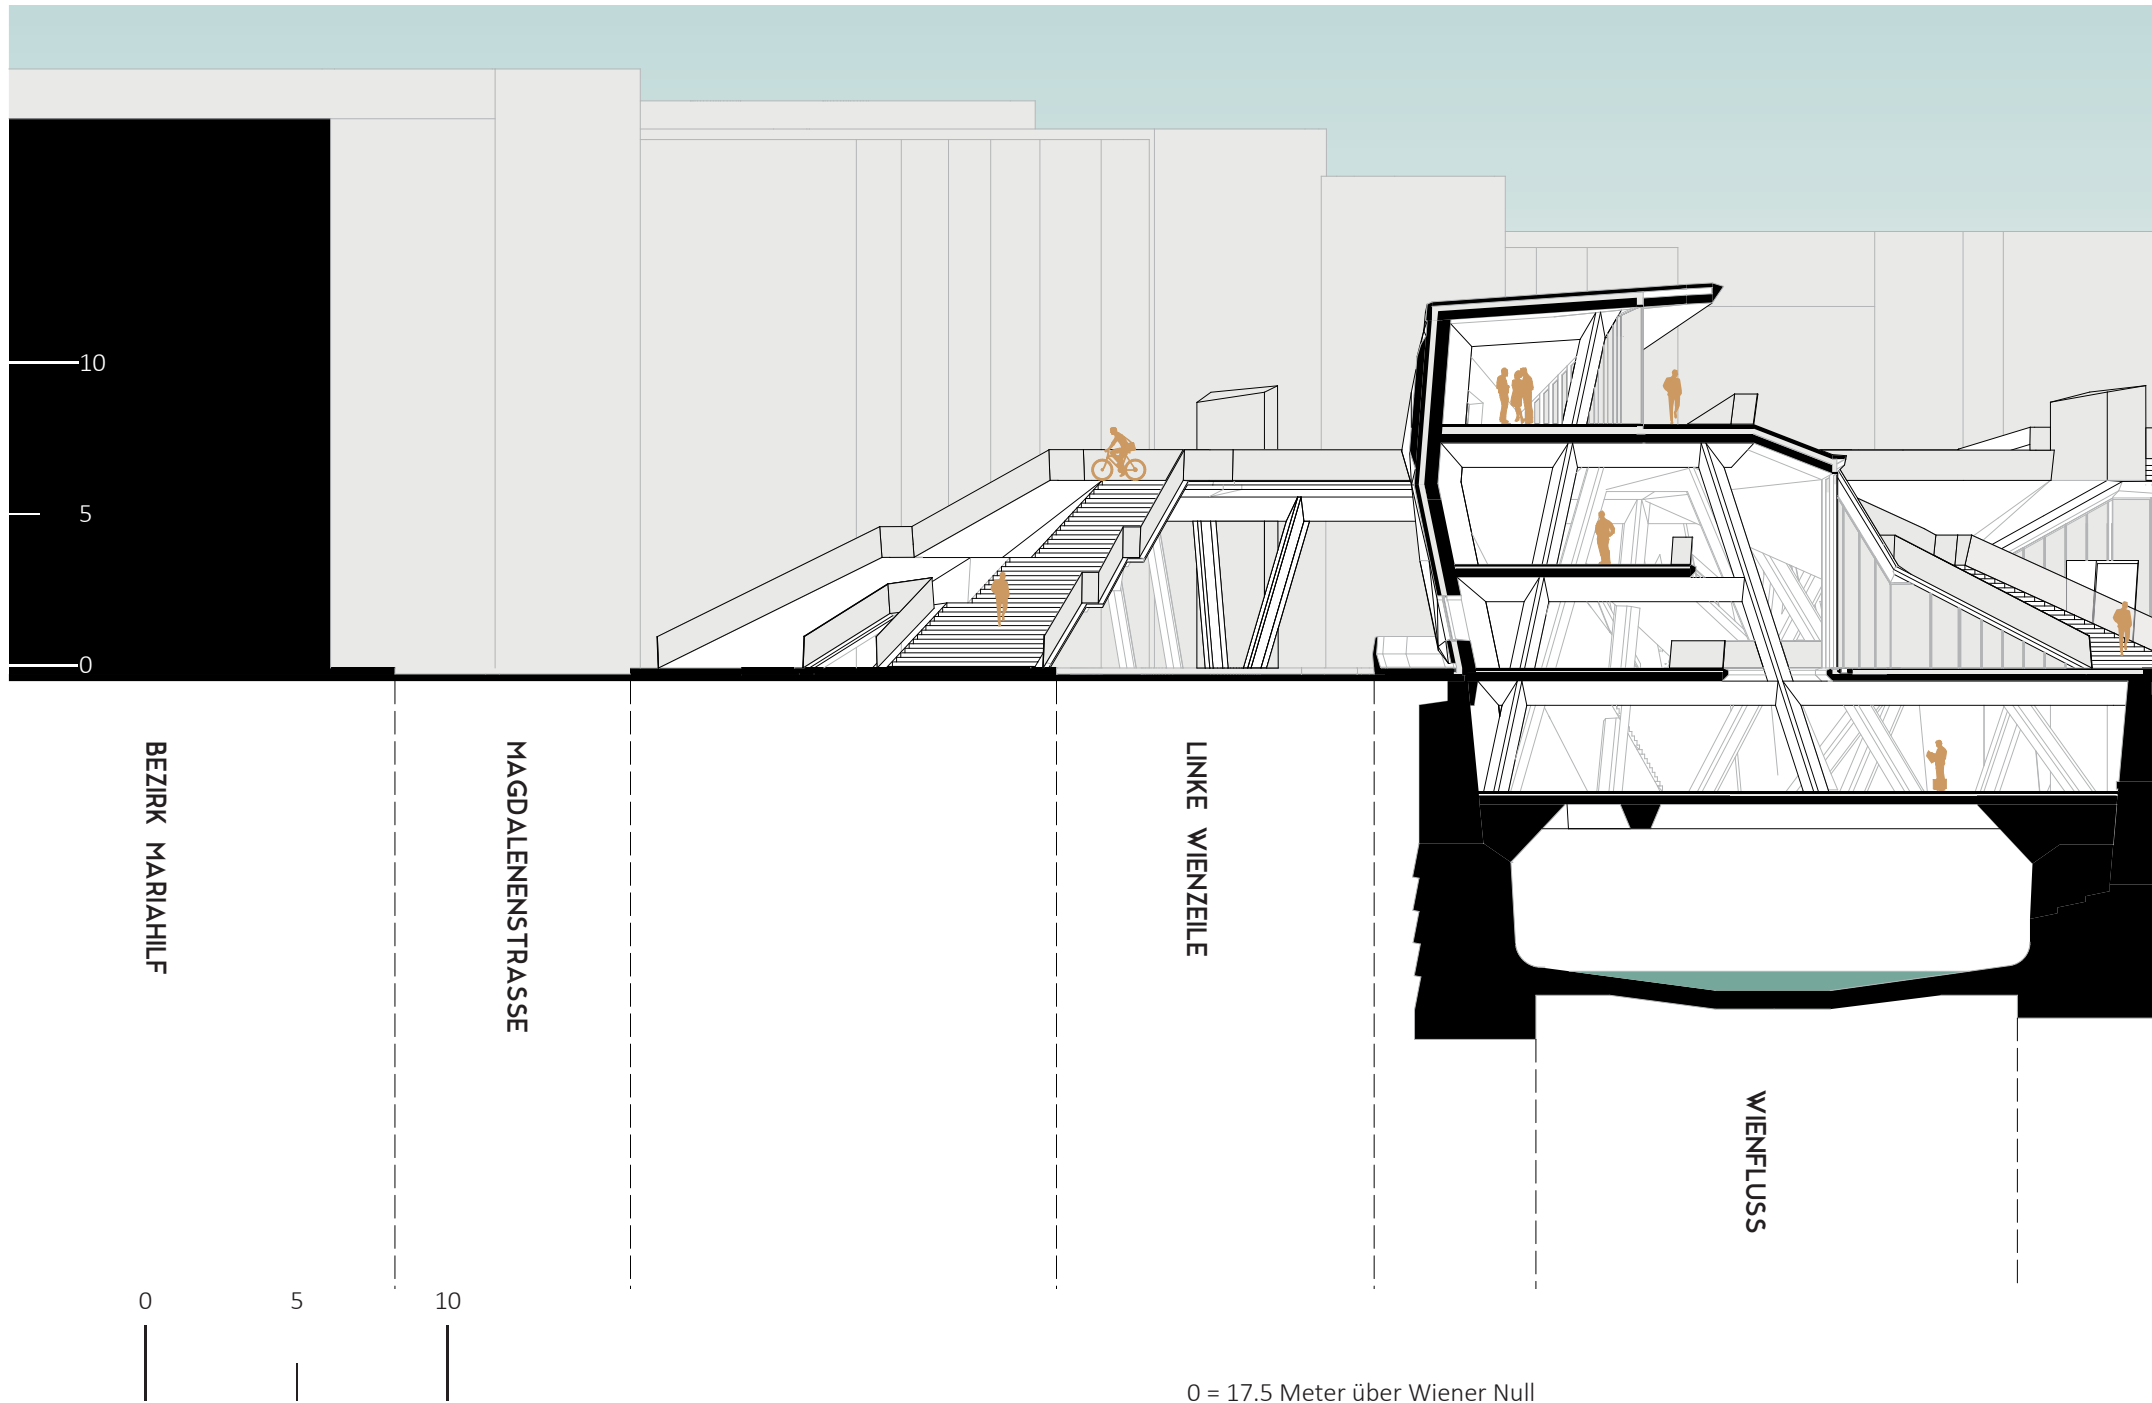 10
5
0
BEZIRK MARIAHILF
MAGDALENENSTRASSE
LINKE WIENZEILE
WIENFLUSS
0 5 10
0 = 17.5 Meter über Wiener Null